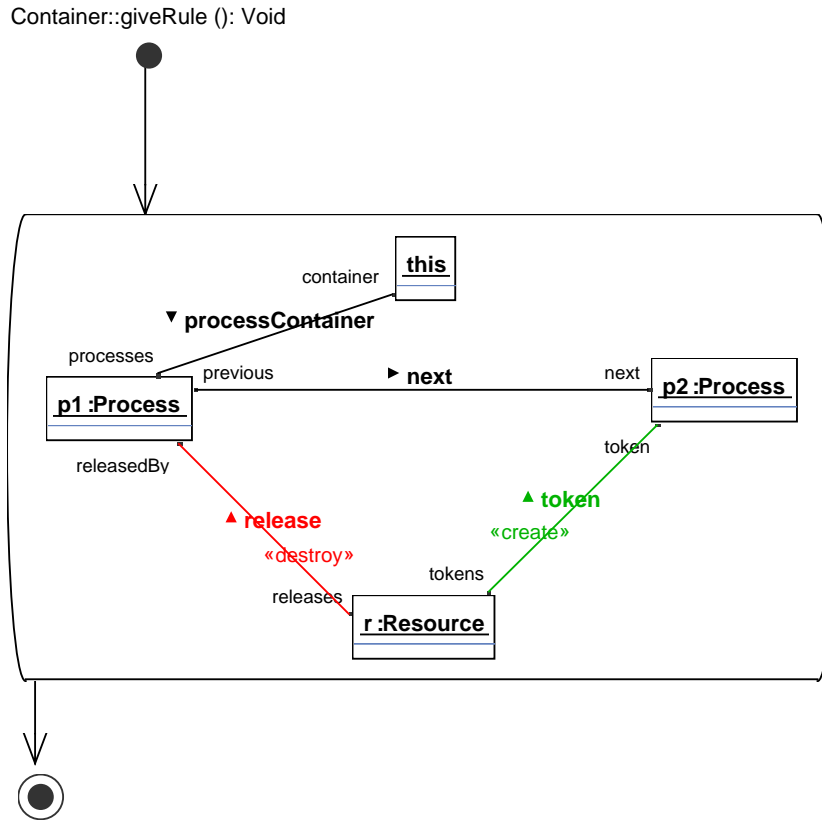 Container::giveRule (): Void
this
container
▼ processContainer
processes
previous
► next
next
p1 :Process
p2 :Process
releasedBy
token
▲ release
▲ token
«destroy»
«create»
releases
tokens
r :Resource